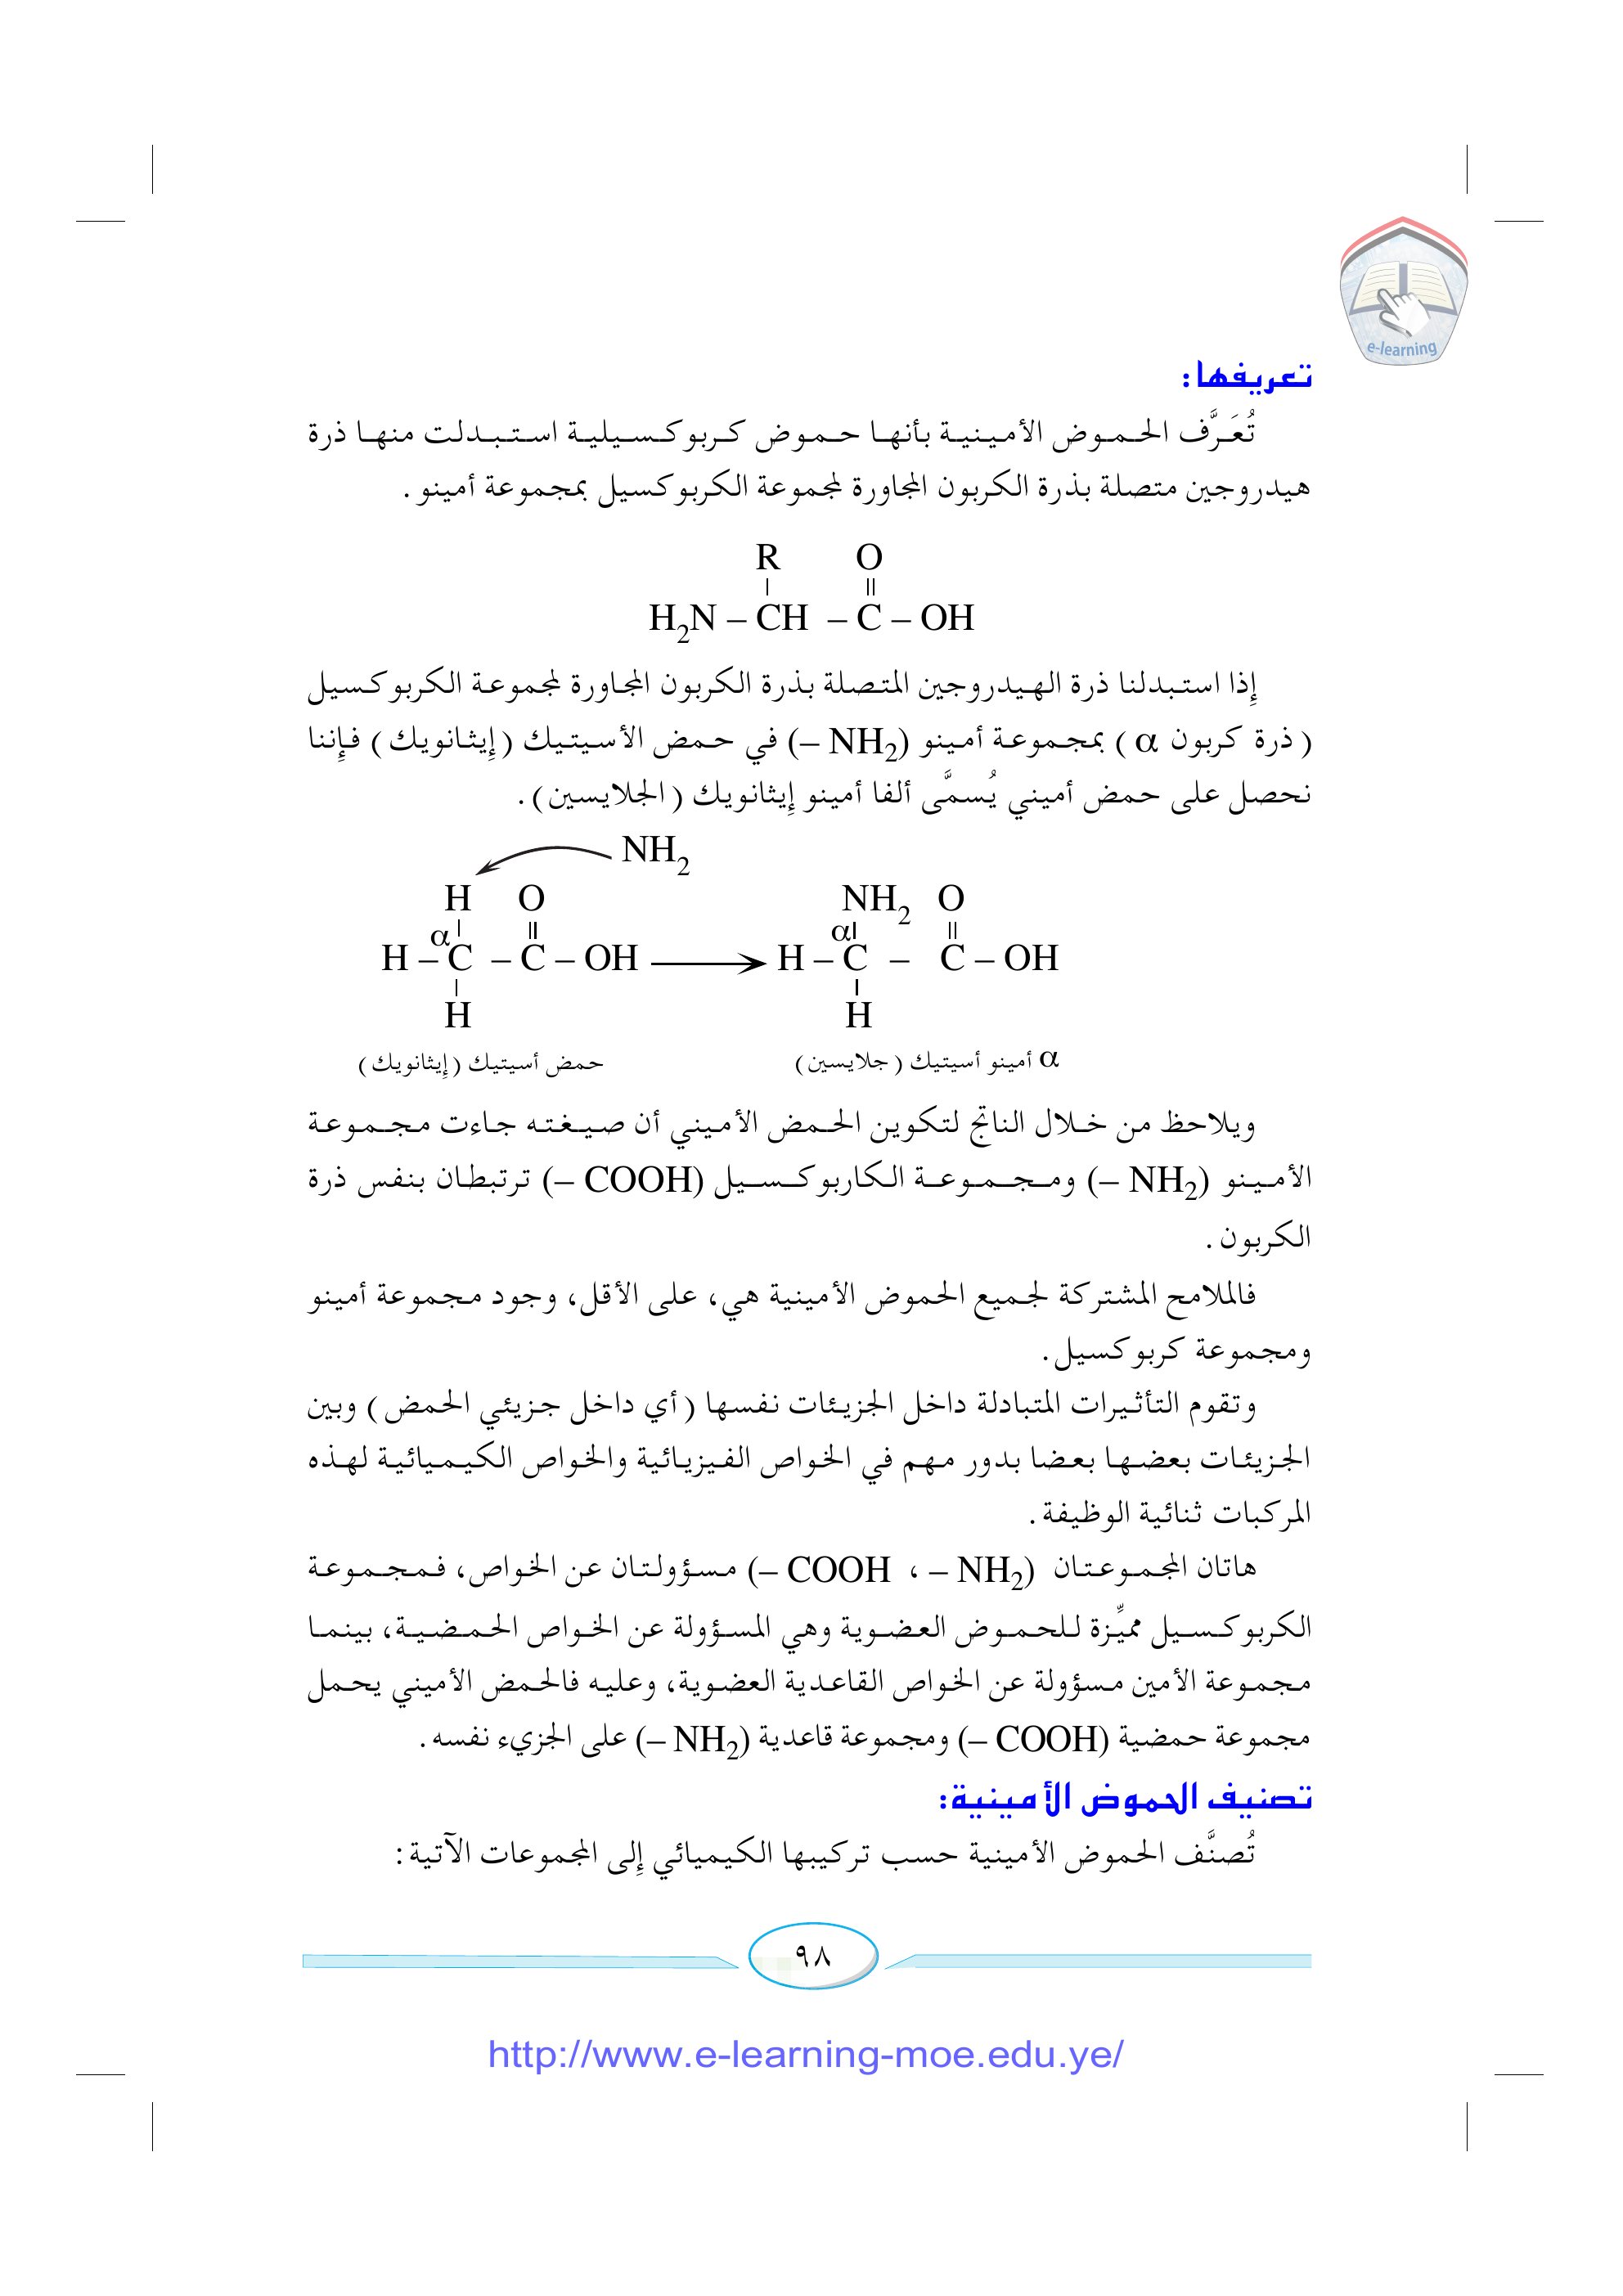 e-learning
تعريفها:
تُعَرَّف الحموض الأمينية بأنها حموض كربوكسيلية استبدلت منها ذرة
هيدروجين متصلة بذرة الكربون المجاورة لمجموعة الكربوكسيل بمجموعة أمينو .
R O
H₂N – CH – C – OH
إِذا استبدلنا ذرة الهيدروجين المتصلة بذرة الكربون المجاورة لمجموعة الكربوكسيل
( ذرة كربون α ) بمجموعة أمينو (– NH₂) في حمض الأسيتيك ( إِيثانويك ) فإِننا
نحصل على حمض أميني يُسمَّى ألفا أمينو إِيثانويك ( الجلايسين ) .
NH₂
H O NH₂ O
α α
H – C – C – OH ⟶ H – C – C – OH
H H
حمض أسيتيك ( إِيثانويك ) α أمينو أسيتيك ( جلايسين )
ويلاحظ من خلال الناتج لتكوين الحمض الأميني أن صيغته جاءت مجموعة
الأمينو (– NH₂) ومجموعة الكاربوكسيل (– COOH) ترتبطان بنفس ذرة
الكربون .
فالملامح المشتركة لجميع الحموض الأمينية هي، على الأقل، وجود مجموعة أمينو
ومجموعة كربوكسيل .
وتقوم التأثيرات المتبادلة داخل الجزيئات نفسها ( أي داخل جزيئي الحمض ) وبين
الجزيئات بعضها بعضا بدور مهم في الخواص الفيزيائية والخواص الكيميائية لهذه
المركبات ثنائية الوظيفة .
هاتان المجموعتان (– COOH ، – NH₂) مسؤولتان عن الخواص، فمجموعة
الكربوكسيل مميِّزة للحموض العضوية وهي المسؤولة عن الخواص الحمضية، بينما
مجموعة الأمين مسؤولة عن الخواص القاعدية العضوية، وعليه فالحمض الأميني يحمل
مجموعة حمضية (– COOH) ومجموعة قاعدية (– NH₂) على الجزيء نفسه .
تصنيف الحموض الأمينية:
تُصنَّف الحموض الأمينية حسب تركيبها الكيميائي إِلى المجموعات الآتية :
٩٨
http://www.e-learning-moe.edu.ye/